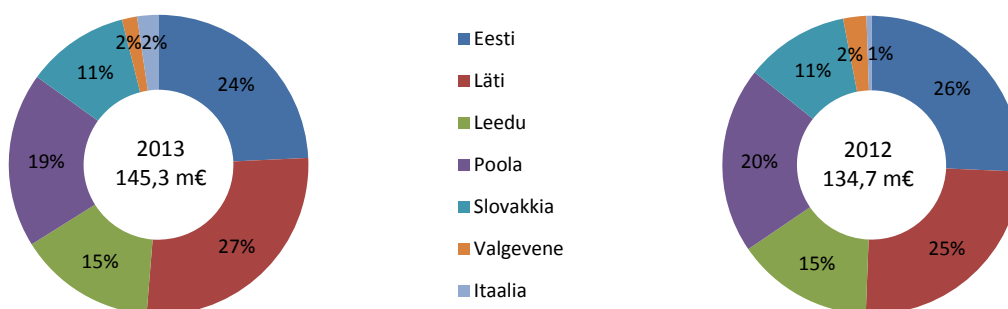 24%
27%
15%
19%
11%
2%
2%
2013
145,3 m€
Eesti
Läti
Leedu
Poola
Slovakkia
Valgevene
Itaalia
26%
25%
15%
20%
11%
2%
1%
2012
134,7 m€